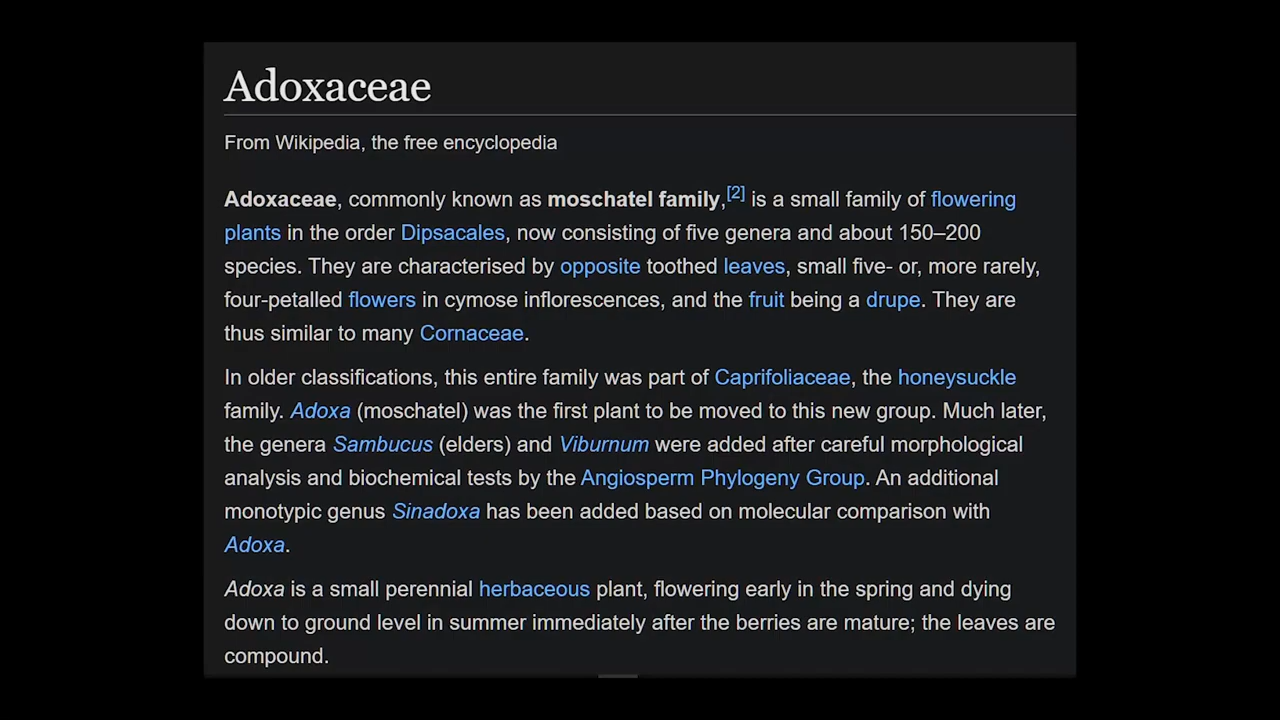 Adoxaceae
From Wikipedia, the free encyclopedia
Adoxaceae, commonly known as moschatel family,[2] is a small family of flowering
plants in the order Dipsacales, now consisting of five genera and about 150–200
species. They are characterised by opposite toothed leaves, small five- or, more rarely,
four-petalled flowers in cymose inflorescences, and the fruit being a drupe. They are
thus similar to many Cornaceae.
In older classifications, this entire family was part of Caprifoliaceae, the honeysuckle
family. Adoxa (moschatel) was the first plant to be moved to this new group. Much later,
the genera Sambucus (elders) and Viburnum were added after careful morphological
analysis and biochemical tests by the Angiosperm Phylogeny Group. An additional
monotypic genus Sinadoxa has been added based on molecular comparison with
Adoxa.
Adoxa is a small perennial herbaceous plant, flowering early in the spring and dying
down to ground level in summer immediately after the berries are mature; the leaves are
compound.